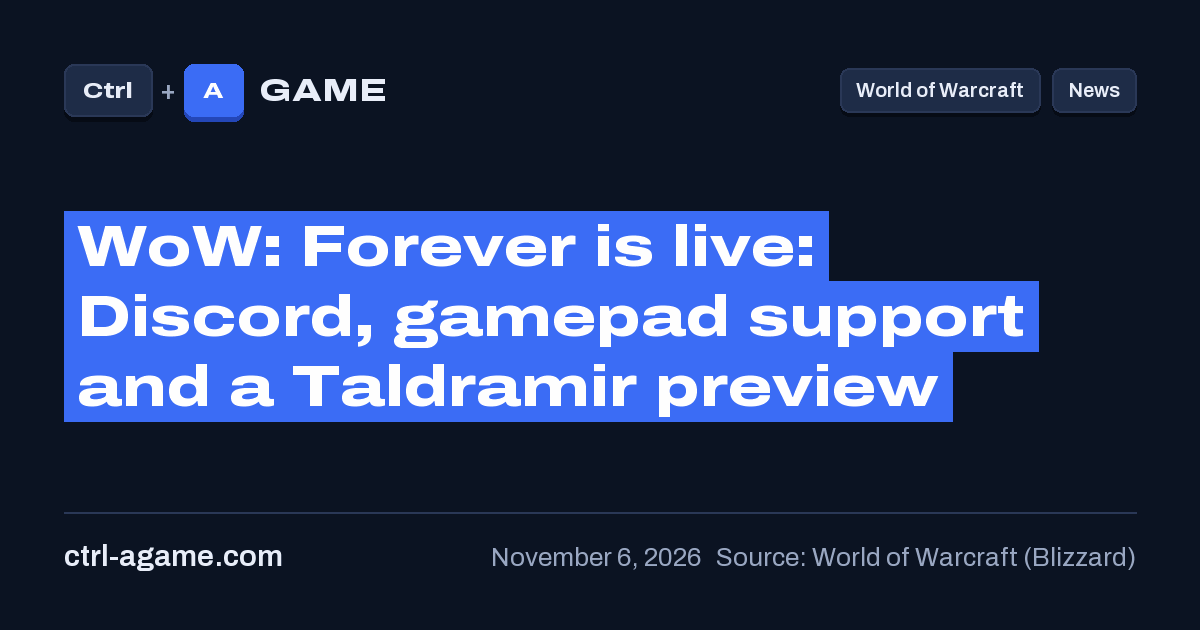 Ctrl + A GAME
World of Warcraft News
WoW: Forever is live:
Discord, gamepad support
and a Taldramir preview
ctrl-agame.com
November 6, 2026 Source: World of Warcraft (Blizzard)